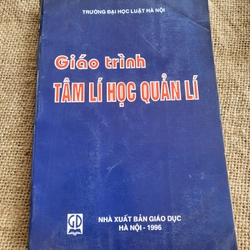 TRƯỜNG ĐẠI HỌC LUẬT HÀ NỘI
Giáo trình
TÂM LÍ HỌC QUẢN LÍ
GD
NHÀ XUẤT BẢN GIÁO DỤC
HÀ NỘI - 1996